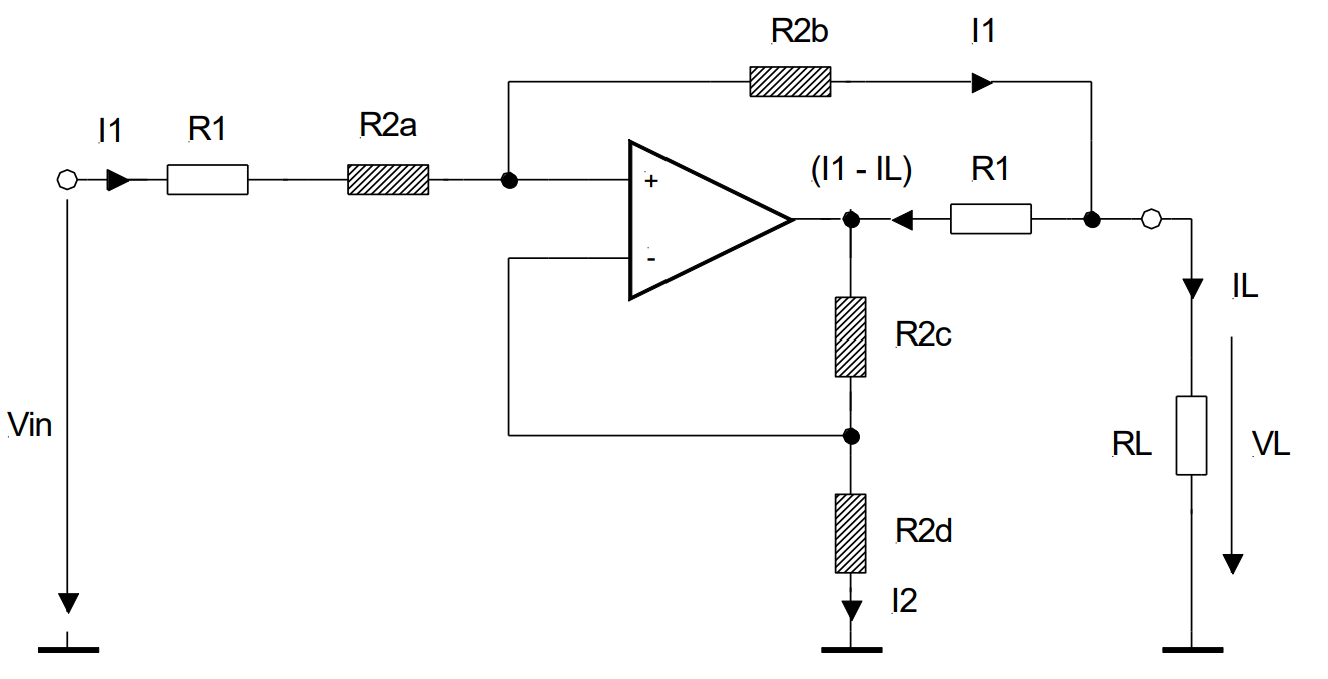 R2b
I1
I1
R1
R2a
(I1 - IL)
R1
+
-
IL
R2c
Vin
RL
VL
R2d
I2